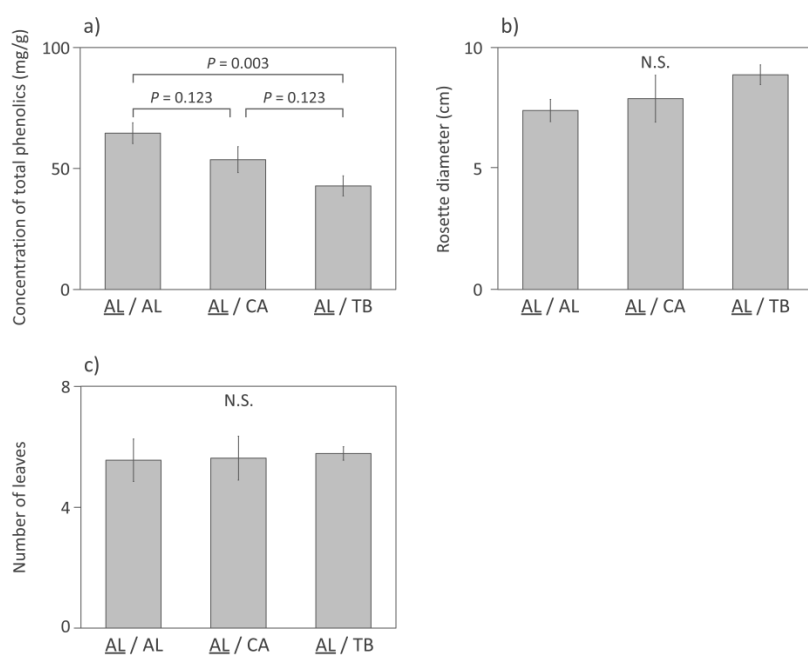 a)
Concentration of total phenolics (mg/g)
100
50
0
P = 0.003
P = 0.123 P = 0.123
AL / AL AL / CA AL / TB
b)
Rosette diameter (cm)
10
5
0
N.S.
AL / AL AL / CA AL / TB
c)
Number of leaves
8
4
0
N.S.
AL / AL AL / CA AL / TB